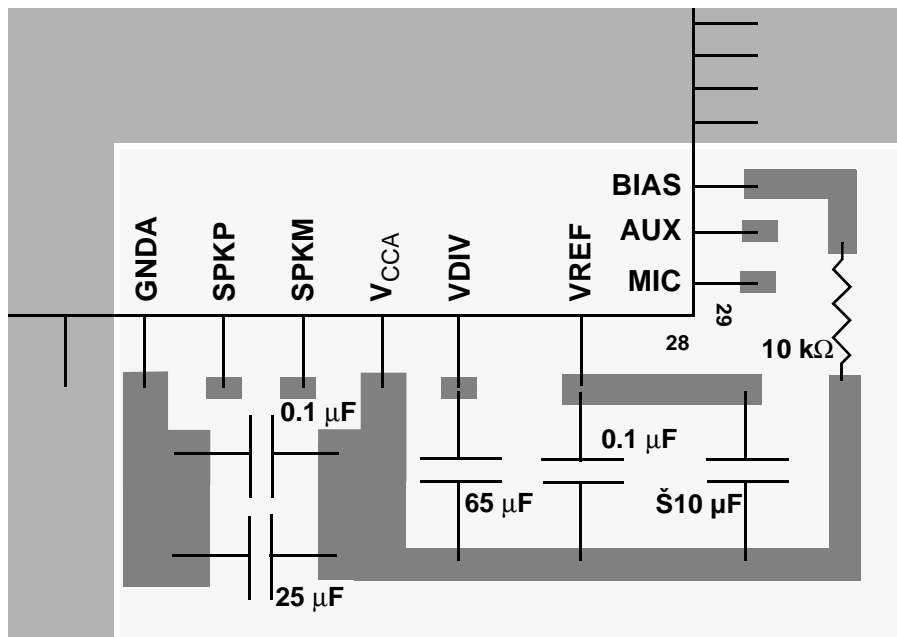 BIAS
AUX
MIC
GNDA
SPKP
SPKM
VCCA
VDIV
VREF
29
28
10 kΩ
0.1 μF
0.1 μF
65 μF
Š10 μF
25 μF